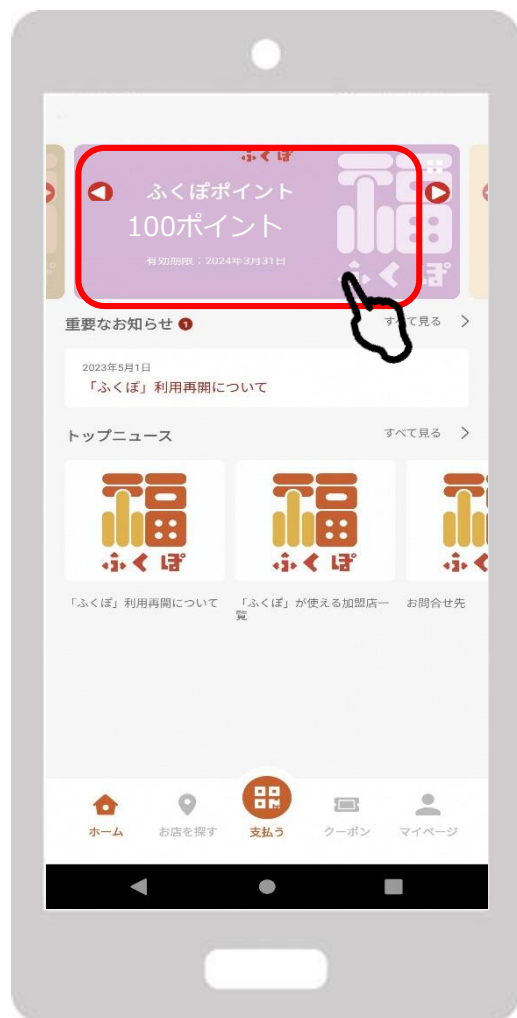 ふくぽ
ふくぽポイント
100ポイント
有効期限：2024年3月31日
ふくぽ
重要なお知らせ 1
すべて見る
2023年5月1日
「ふくぽ」利用再開について
トップニュース
すべて見る
福
ふくぽ
福
ふくぽ
「ふくぽ」利用再開について
「ふくぽ」が使える加盟店一
覧
お問合せ先
ホーム
お店を探す
支払う
クーポン
マイページ